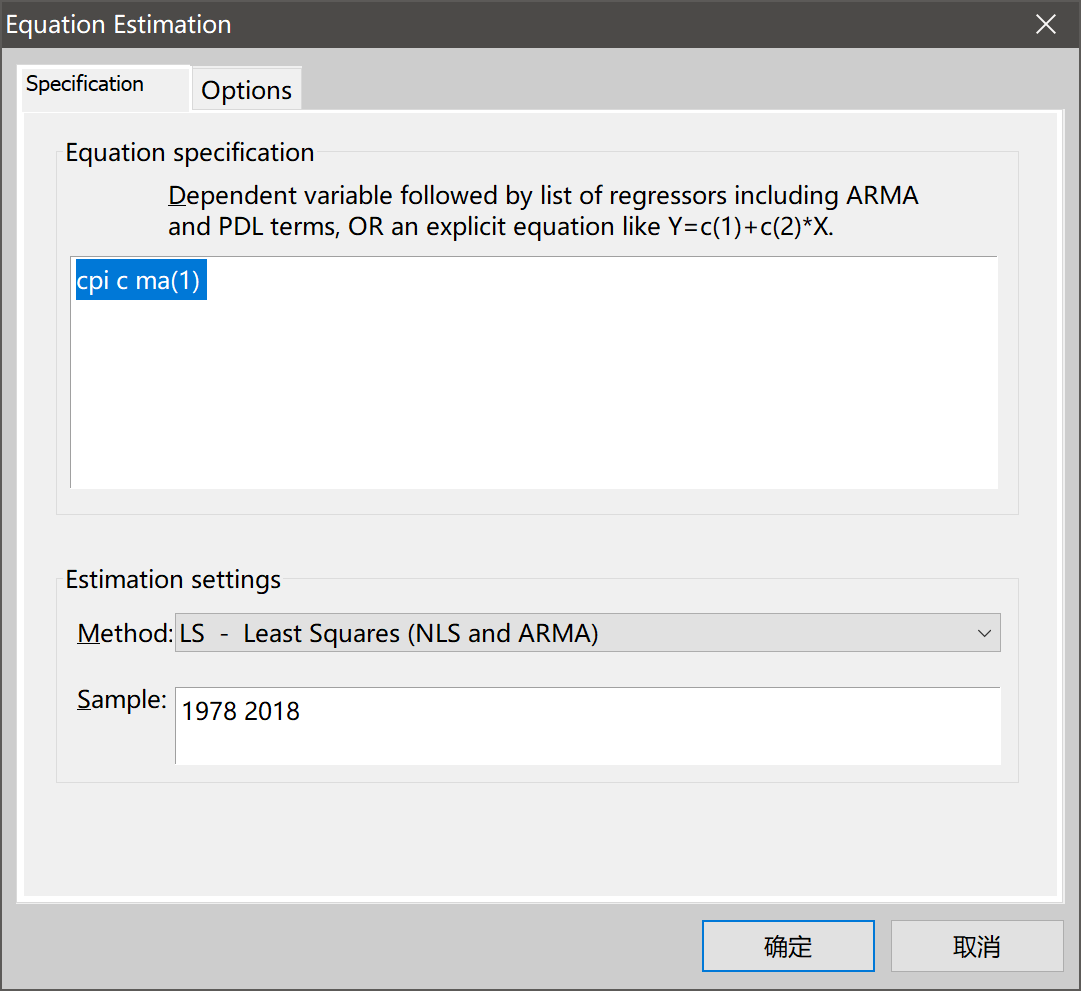 Equation Estimation
Specification
Options
Equation specification
Dependent variable followed by list of regressors including ARMA
and PDL terms, OR an explicit equation like Y=c(1)+c(2)*X.
cpi c ma(1)
Estimation settings
Method: LS - Least Squares (NLS and ARMA)
Sample: 1978 2018
确定 取消